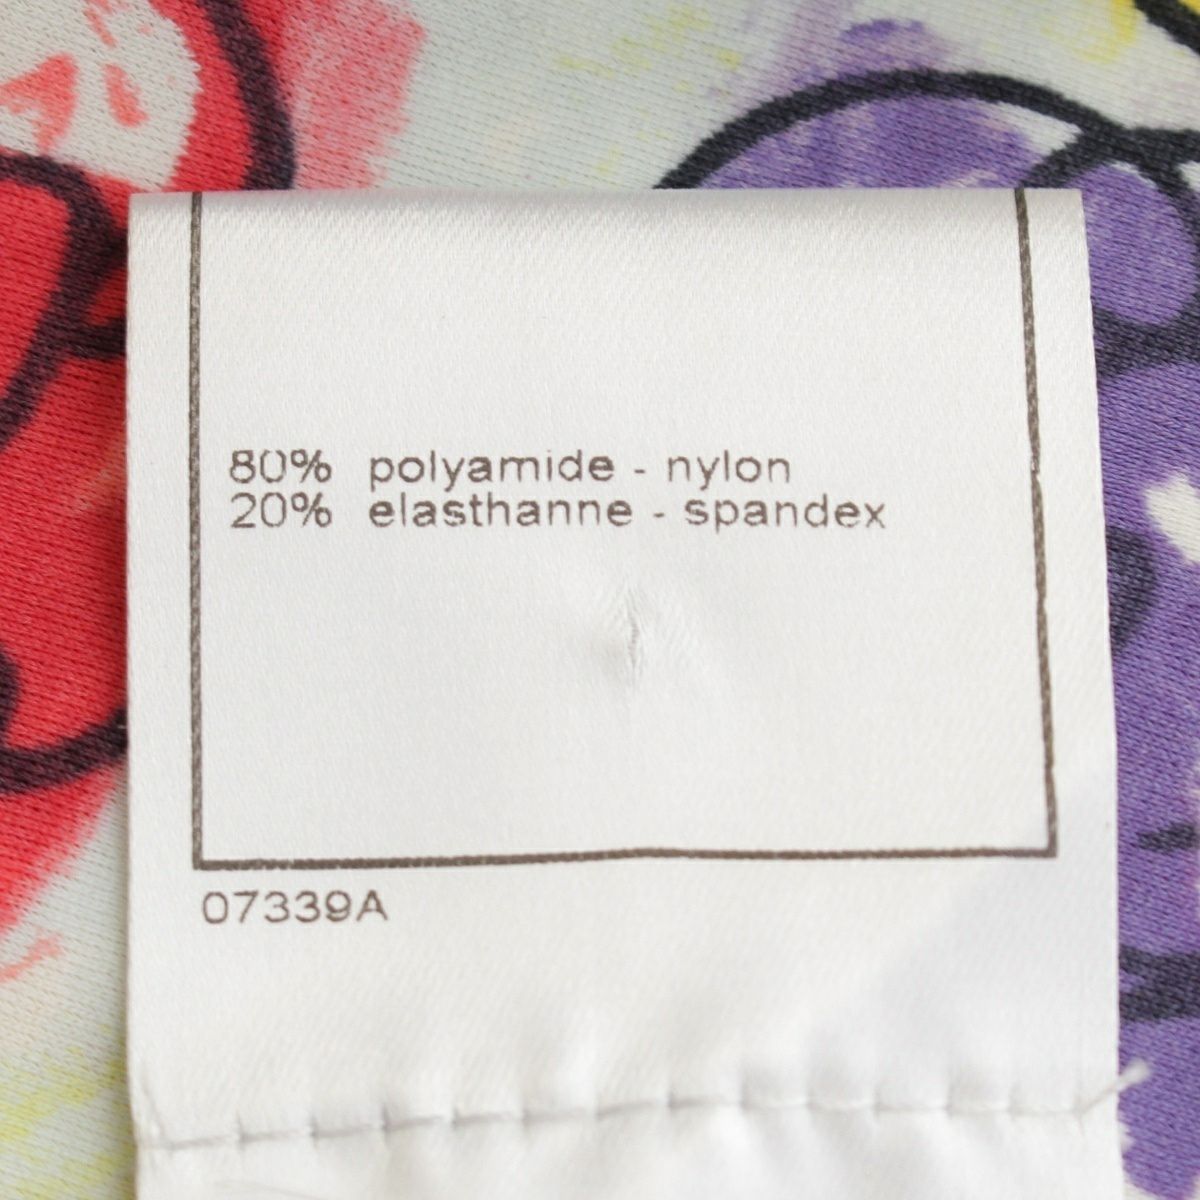 80% polyamide - nylon
20% elasthanne - spandex
07339A